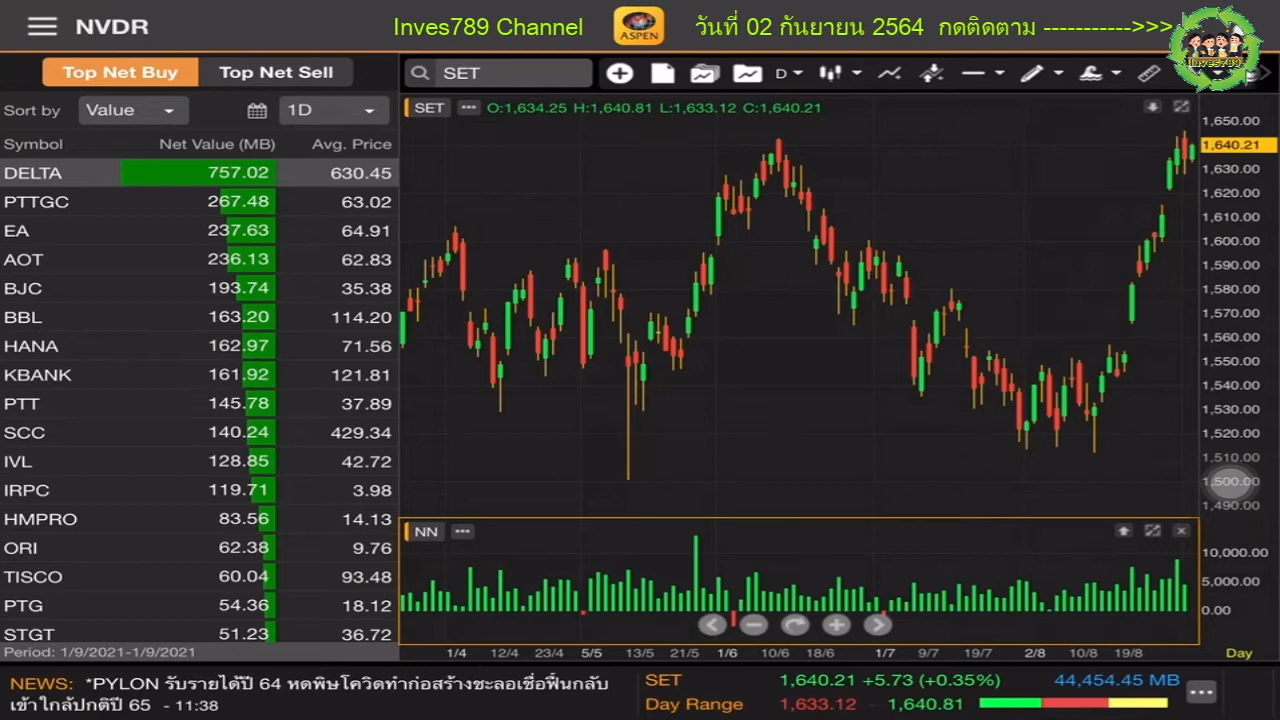 NVDR
Inves789 Channel
ASPEN
วันที่ 02 กันยายน 2564 กดติดตาม ----------->>>
Inves789
Top Net Buy Top Net Sell
SET
D
Sort by Value 1D
SET ••• O:1,634.25 H:1,640.81 L:1,633.12 C:1,640.21
Symbol Net Value (MB) Avg. Price
DELTA 757.02 630.45
PTTGC 267.48 63.02
EA 237.63 64.91
AOT 236.13 62.83
BJC 193.74 35.38
BBL 163.20 114.20
HANA 162.97 71.56
KBANK 161.92 121.81
PTT 145.78 37.89
SCC 140.24 429.34
IVL 128.85 42.72
IRPC 119.71 3.98
HMPRO 83.56 14.13
ORI 62.38 9.76
TISCO 60.04 93.48
PTG 54.36 18.12
STGT 51.23 36.72
Period: 1/9/2021-1/9/2021
1,650.00
1,640.21
1,630.00
1,620.00
1,610.00
1,600.00
1,590.00
1,580.00
1,570.00
1,560.00
1,550.00
1,540.00
1,530.00
1,520.00
1,510.00
1,500.00
1,490.00
NN •••
10,000.00
5,000.00
0.00
1/4 12/4 23/4 5/5 13/5 21/5 1/6 10/6 18/6 1/7 9/7 19/7 2/8 10/8 19/8 Day
NEWS: *PYLON รับรายได้ปี 64 หดพิษโควิดทำก่อสร้างชะลอเชื่อฟื้นกลับ
เข้าใกล้ปกติปี 65 - 11:38
SET 1,640.21 +5.73 (+0.35%) 44,454.45 MB
Day Range 1,633.12 - 1,640.81